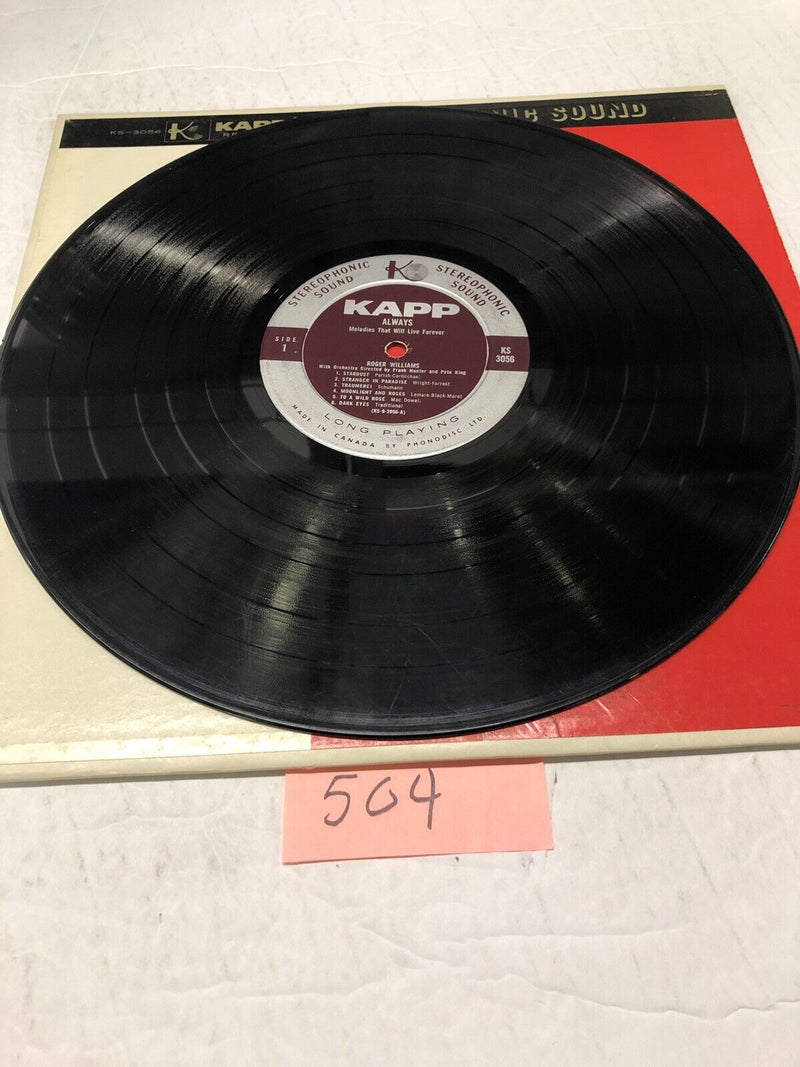 KS-3056 K KAPP
NIC SOUND
STEREOPHONIC SOUND
K
STEREOPHONIC SOUND
KAPP
ALWAYS
Melodies That Will Live Forever
SIDE
1
KS
3056
ROGER WILLIAMS
With Orchestra Directed by Frank Hunter and Pete King
1. STARDUST Parish-Carmichael
2. STRANGER IN PARADISE Wright-Forrest
3. TRAUMEREI Schumann
4. MOONLIGHT AND ROSES Lemare-Black-Moret
5. TO A WILD ROSE Mac Dowel
6. DARK EYES Traditional
(KS-9-3056-A)
LONG PLAYING
MADE IN CANADA BY PHONODISC LTD.
504